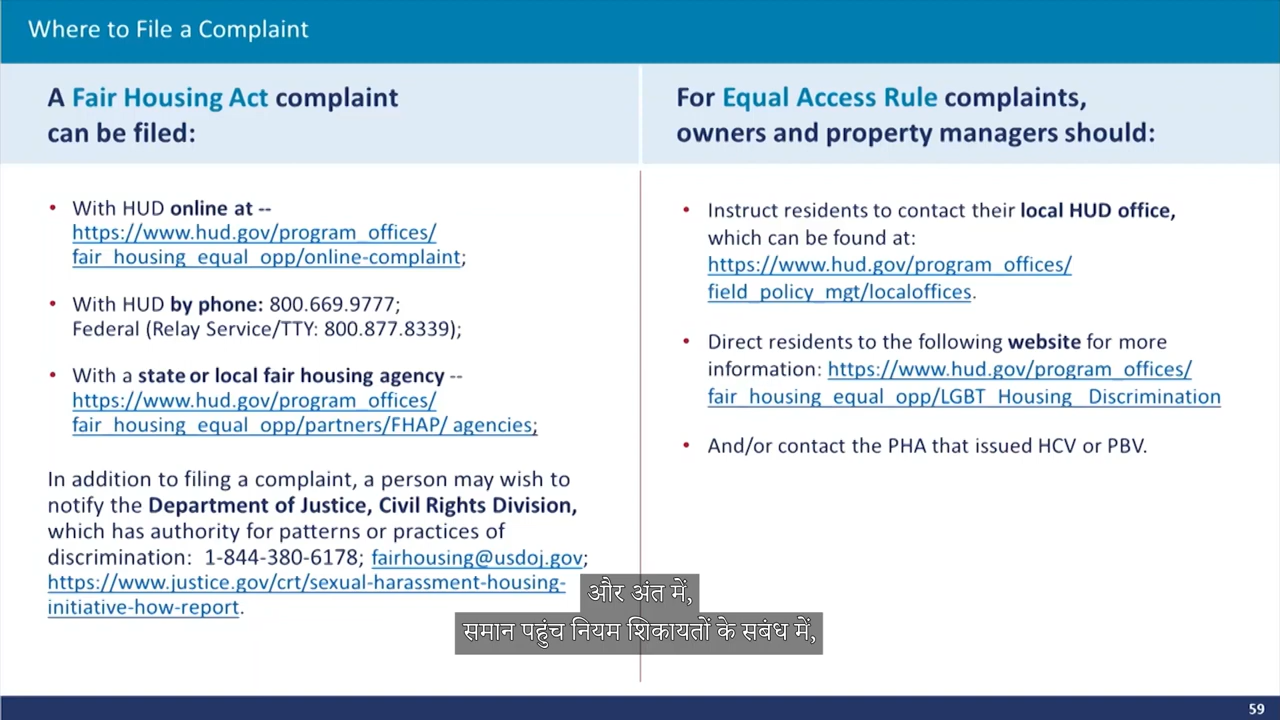 Where to File a Complaint
A Fair Housing Act complaint
can be filed:
• With HUD online at --
https://www.hud.gov/program_offices/
fair_housing_equal_opp/online-complaint;
• With HUD by phone: 800.669.9777;
Federal (Relay Service/TTY: 800.877.8339);
• With a state or local fair housing agency --
https://www.hud.gov/program_offices/
fair_housing_equal_opp/partners/FHAP/ agencies;
In addition to filing a complaint, a person may wish to
notify the Department of Justice, Civil Rights Division,
which has authority for patterns or practices of
discrimination: 1-844-380-6178; fairhousing@usdoj.gov;
https://www.justice.gov/crt/sexual-harassment-housing-
initiative-how-report.
For Equal Access Rule complaints,
owners and property managers should:
• Instruct residents to contact their local HUD office,
which can be found at:
https://www.hud.gov/program_offices/
field_policy_mgt/localoffices.
• Direct residents to the following website for more
information: https://www.hud.gov/program_offices/
fair_housing_equal_opp/LGBT_Housing_Discrimination
• And/or contact the PHA that issued HCV or PBV.
और अंत में,
समान पहुंच नियम शिकायतों के सबंध में,
59